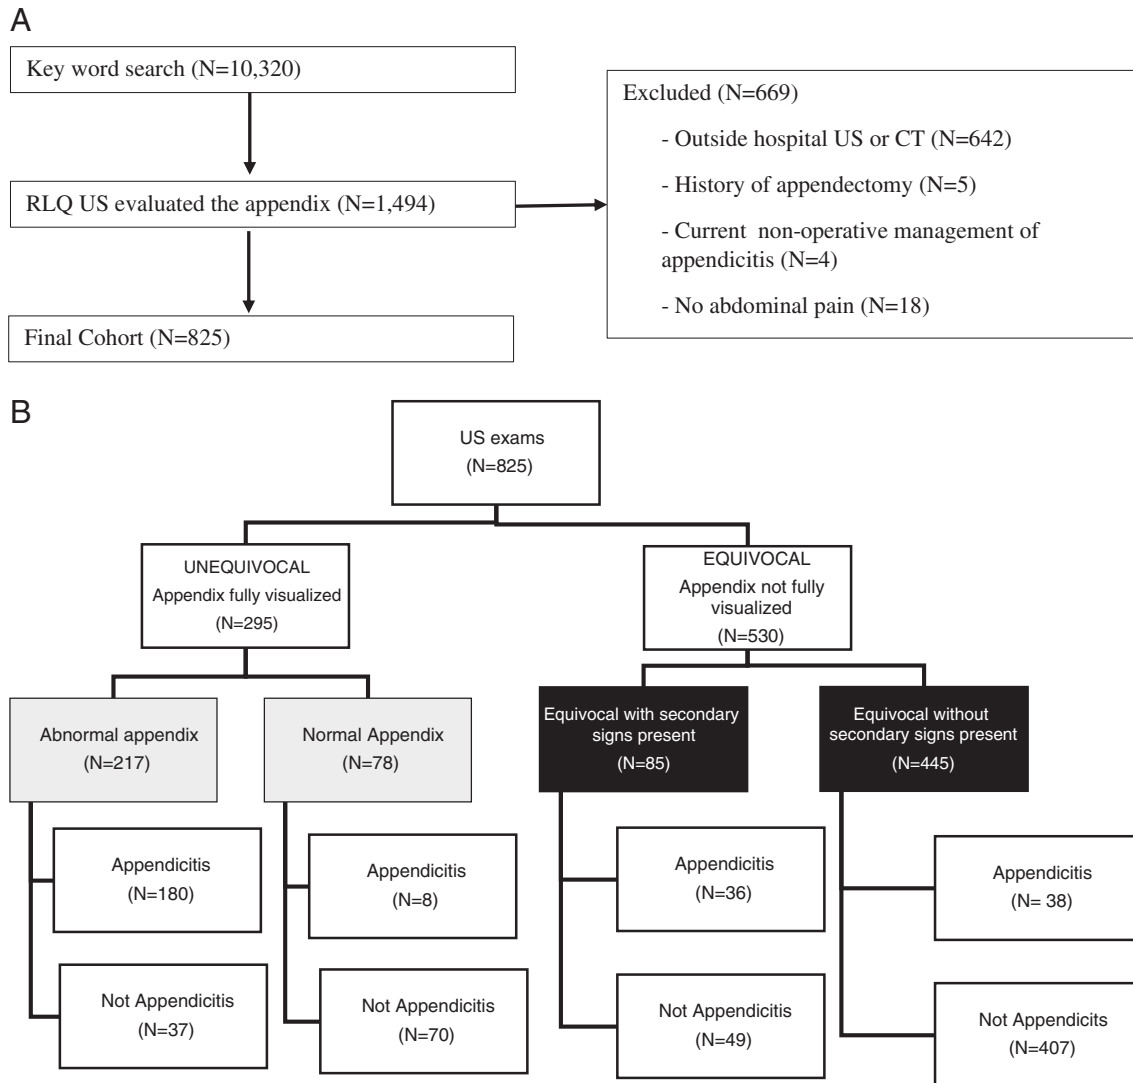 A
Key word search (N=10,320)
RLQ US evaluated the appendix (N=1,494)
Final Cohort (N=825)
Excluded (N=669)
- Outside hospital US or CT (N=642)
- History of appendectomy (N=5)
- Current non-operative management of
appendicitis (N=4)
- No abdominal pain (N=18)
B
US exams
(N=825)
UNEQUIVOCAL
Appendix fully visualized
(N=295)
EQUIVOCAL
Appendix not fully
visualized
(N=530)
Abnormal appendix
(N=217)
Normal Appendix
(N=78)
Equivocal with secondary
signs present
(N=85)
Equivocal without
secondary signs present
(N=445)
Appendicitis
(N=180)
Appendicitis
(N=8)
Appendicitis
(N=36)
Appendicitis
(N= 38)
Not Appendicitis
(N=37)
Not Appendicitis
(N=70)
Not Appendicitis
(N=49)
Not Appendicits
(N=407)